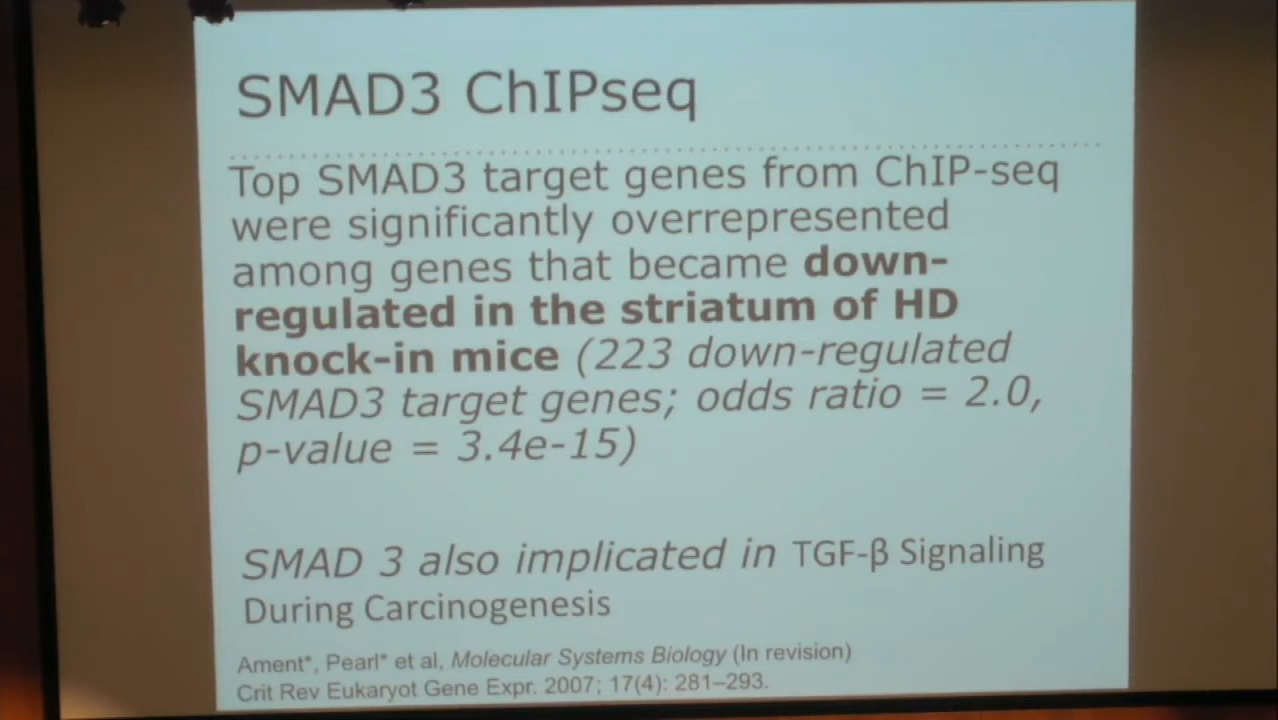 SMAD3 ChIPseq
Top SMAD3 target genes from ChIP-seq
were significantly overrepresented
among genes that became down-
regulated in the striatum of HD
knock-in mice (223 down-regulated
SMAD3 target genes; odds ratio = 2.0,
p-value = 3.4e-15)
SMAD 3 also implicated in TGF-β Signaling
During Carcinogenesis
Ament*, Pearl* et al, Molecular Systems Biology (In revision)
Crit Rev Eukaryot Gene Expr. 2007; 17(4): 281–293.